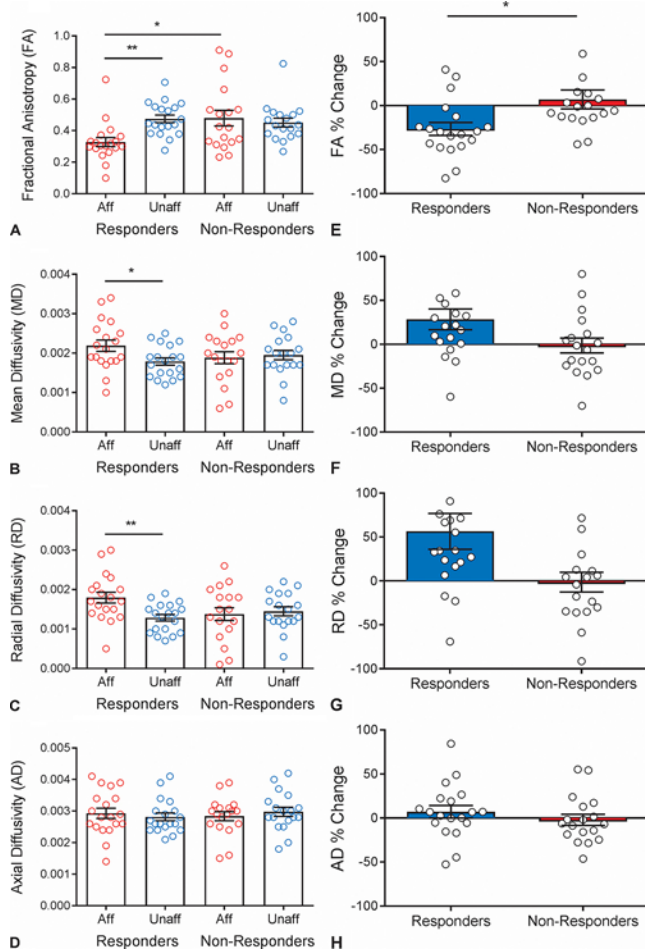 Fractional Anisotropy (FA)
1.0
0.8
0.6
0.4
0.2
0.0
*
**
Aff Unaff Aff Unaff
Responders Non-Responders
A
FA % Change
100
50
0
-50
-100
*
Responders Non-Responders
E
Mean Diffusivity (MD)
0.004
0.003
0.002
0.001
0.000
*
Aff Unaff Aff Unaff
Responders Non-Responders
B
MD % Change
100
50
0
-50
-100
Responders Non-Responders
F
Radial Diffusivity (RD)
0.004
0.003
0.002
0.001
0.000
**
Aff Unaff Aff Unaff
Responders Non-Responders
C
RD % Change
100
50
0
-50
-100
Responders Non-Responders
G
Axial Diffusivity (AD)
0.005
0.004
0.003
0.002
0.001
0.000
Aff Unaff Aff Unaff
Responders Non-Responders
D
AD % Change
100
50
0
-50
-100
Responders Non-Responders
H